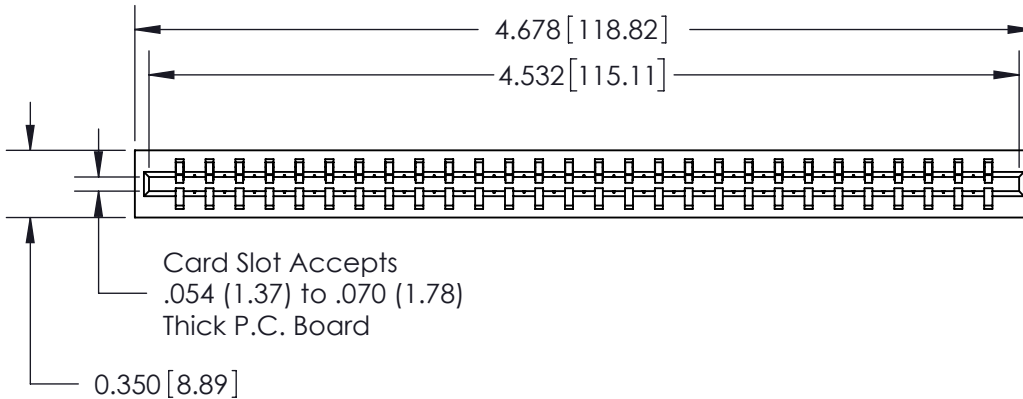 4.678 [118.82]
4.532 [115.11]
Card Slot Accepts
.054 (1.37) to .070 (1.78)
Thick P.C. Board
0.350 [8.89]